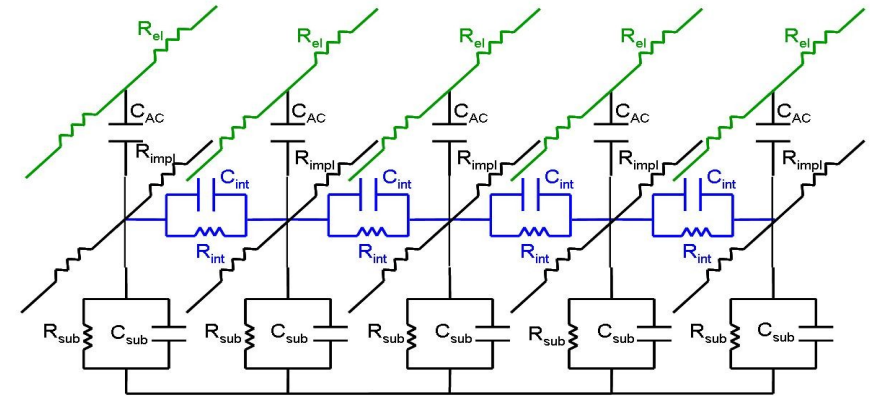 R_el R_el R_el R_el R_el
C_AC C_AC C_AC C_AC C_AC
R_impl R_impl R_impl R_impl R_impl
C_int C_int C_int C_int
R_int R_int R_int R_int
R_sub C_sub R_sub C_sub R_sub C_sub R_sub C_sub R_sub C_sub